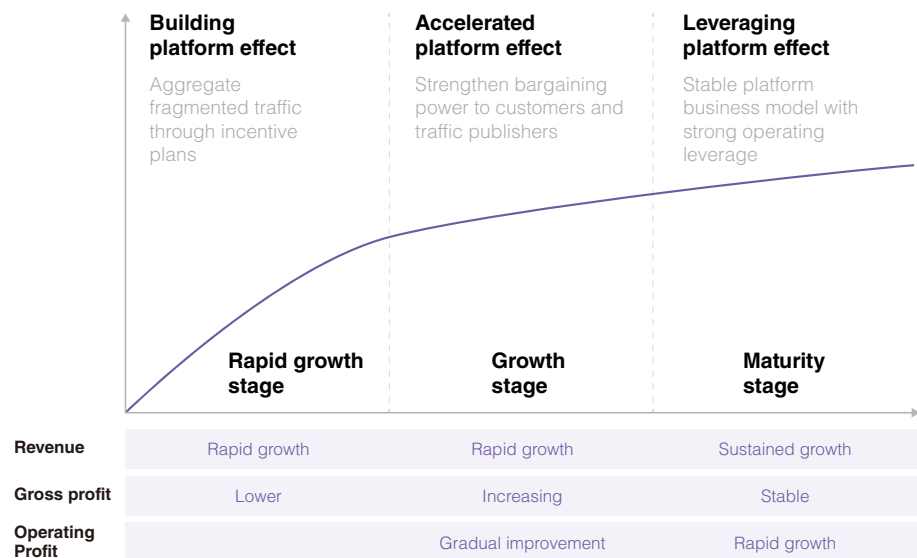 Building
platform effect
Aggregate
fragmented traffic
through incentive
plans
Accelerated
platform effect
Strengthen bargaining
power to customers and
traffic publishers
Leveraging
platform effect
Stable platform
business model with
strong operating
leverage
Rapid growth
stage
Growth
stage
Maturity
stage
Revenue
Rapid growth
Rapid growth
Sustained growth
Gross profit
Lower
Increasing
Stable
Operating
Profit
Gradual improvement
Rapid growth